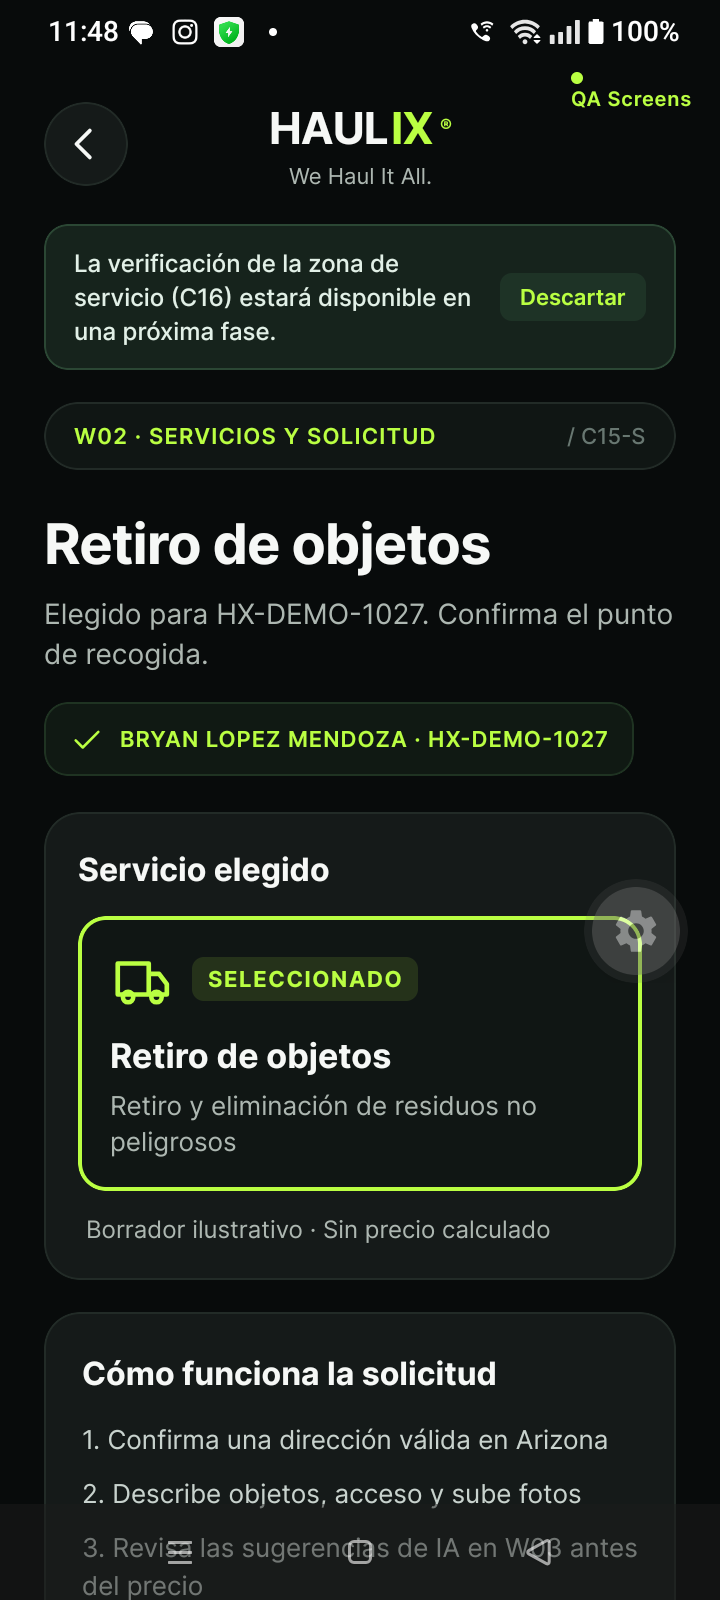 11:48
100%
QA Screens
HAULIX ®
We Haul It All.
La verificación de la zona de
servicio (C16) estará disponible en
una próxima fase.
Descartar
W02 · SERVICIOS Y SOLICITUD
/ C15-S
Retiro de objetos
Elegido para HX-DEMO-1027. Confirma el punto
de recogida.
BRYAN LOPEZ MENDOZA · HX-DEMO-1027
Servicio elegido
SELECCIONADO
Retiro de objetos
Retiro y eliminación de residuos no
peligrosos
Borrador ilustrativo · Sin precio calculado
Cómo funciona la solicitud
1. Confirma una dirección válida en Arizona
2. Describe objetos, acceso y sube fotos
3. Revisa las sugerencias de IA en W03 antes
del precio